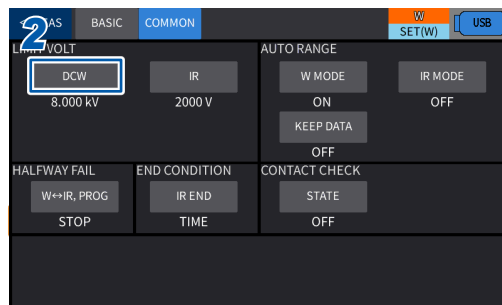 2
AS BASIC COMMON W SET(W) USB
LIMIT VOLT AUTO RANGE
DCW IR W MODE IR MODE
8.000 kV 2000 V ON OFF
KEEP DATA
OFF
HALFWAY FAIL END CONDITION CONTACT CHECK
W↔IR, PROG IR END STATE
STOP TIME OFF